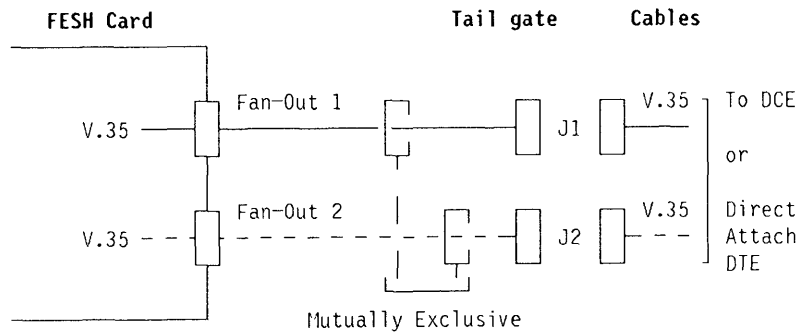 FESH Card Tail gate Cables
Fan-Out 1 V.35 To DCE
V.35 J1
or
Fan-Out 2 V.35 Direct
V.35 J2 Attach
DTE
Mutually Exclusive